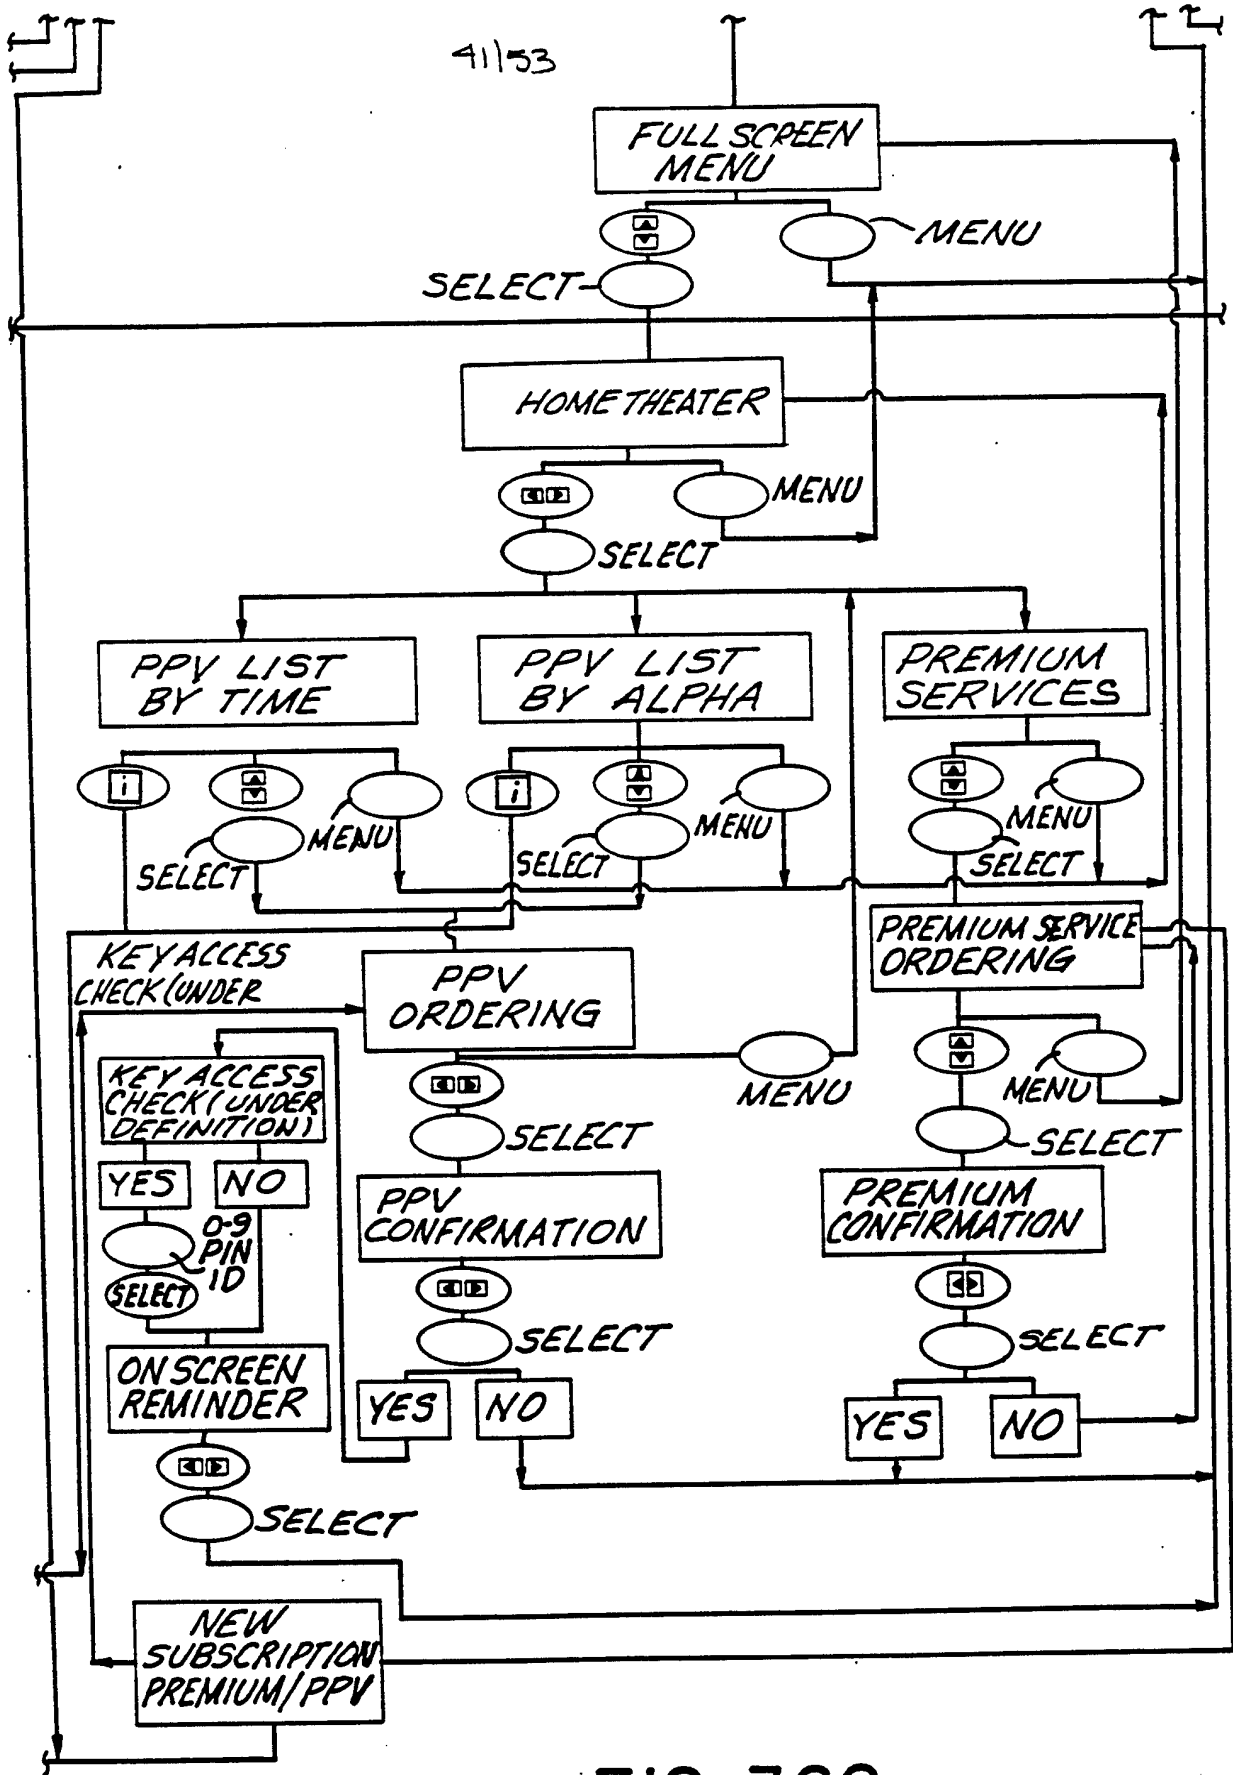 41/53
FULL SCREEN
MENU
MENU
SELECT
HOME THEATER
MENU
SELECT
PPV LIST
BY TIME
PPV LIST
BY ALPHA
PREMIUM
SERVICES
i
MENU
SELECT
i
MENU
SELECT
MENU
SELECT
KEY ACCESS
CHECK (UNDER
PPV
ORDERING
PREMIUM SERVICE
ORDERING
MENU
MENU
KEY ACCESS
CHECK (UNDER
DEFINITION)
YES
NO
0-9
PIN
ID
SELECT
SELECT
SELECT
PPV
CONFIRMATION
PREMIUM
CONFIRMATION
SELECT
SELECT
ON SCREEN
REMINDER
YES
NO
YES
NO
SELECT
NEW
SUBSCRIPTION
PREMIUM/PPV